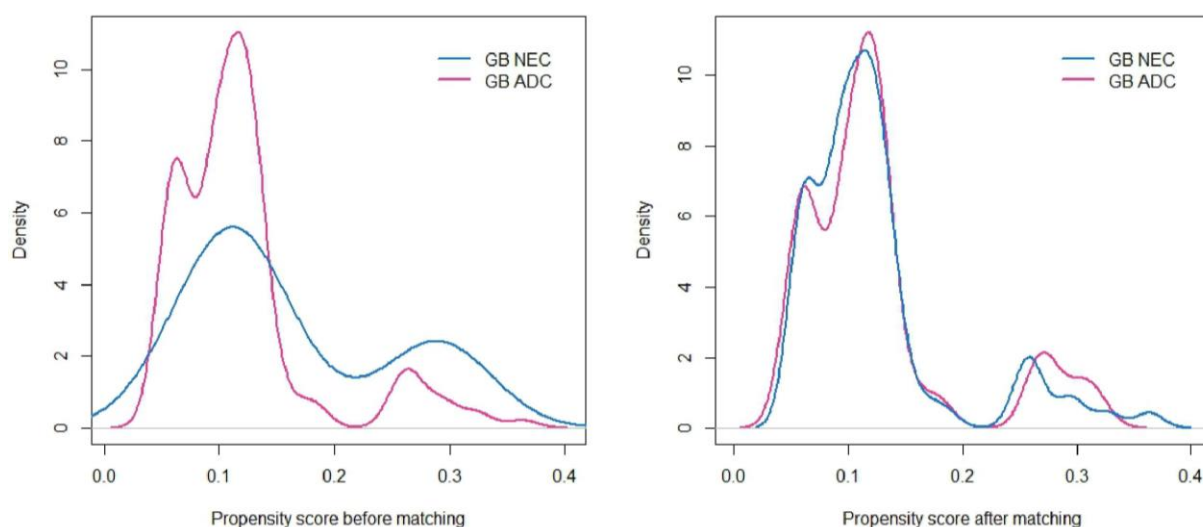 GB NEC
GB ADC
Density
10
8
6
4
2
0
0.0 0.1 0.2 0.3 0.4
Propensity score before matching
GB NEC
GB ADC
Density
10
8
6
4
2
0
0.0 0.1 0.2 0.3 0.4
Propensity score after matching